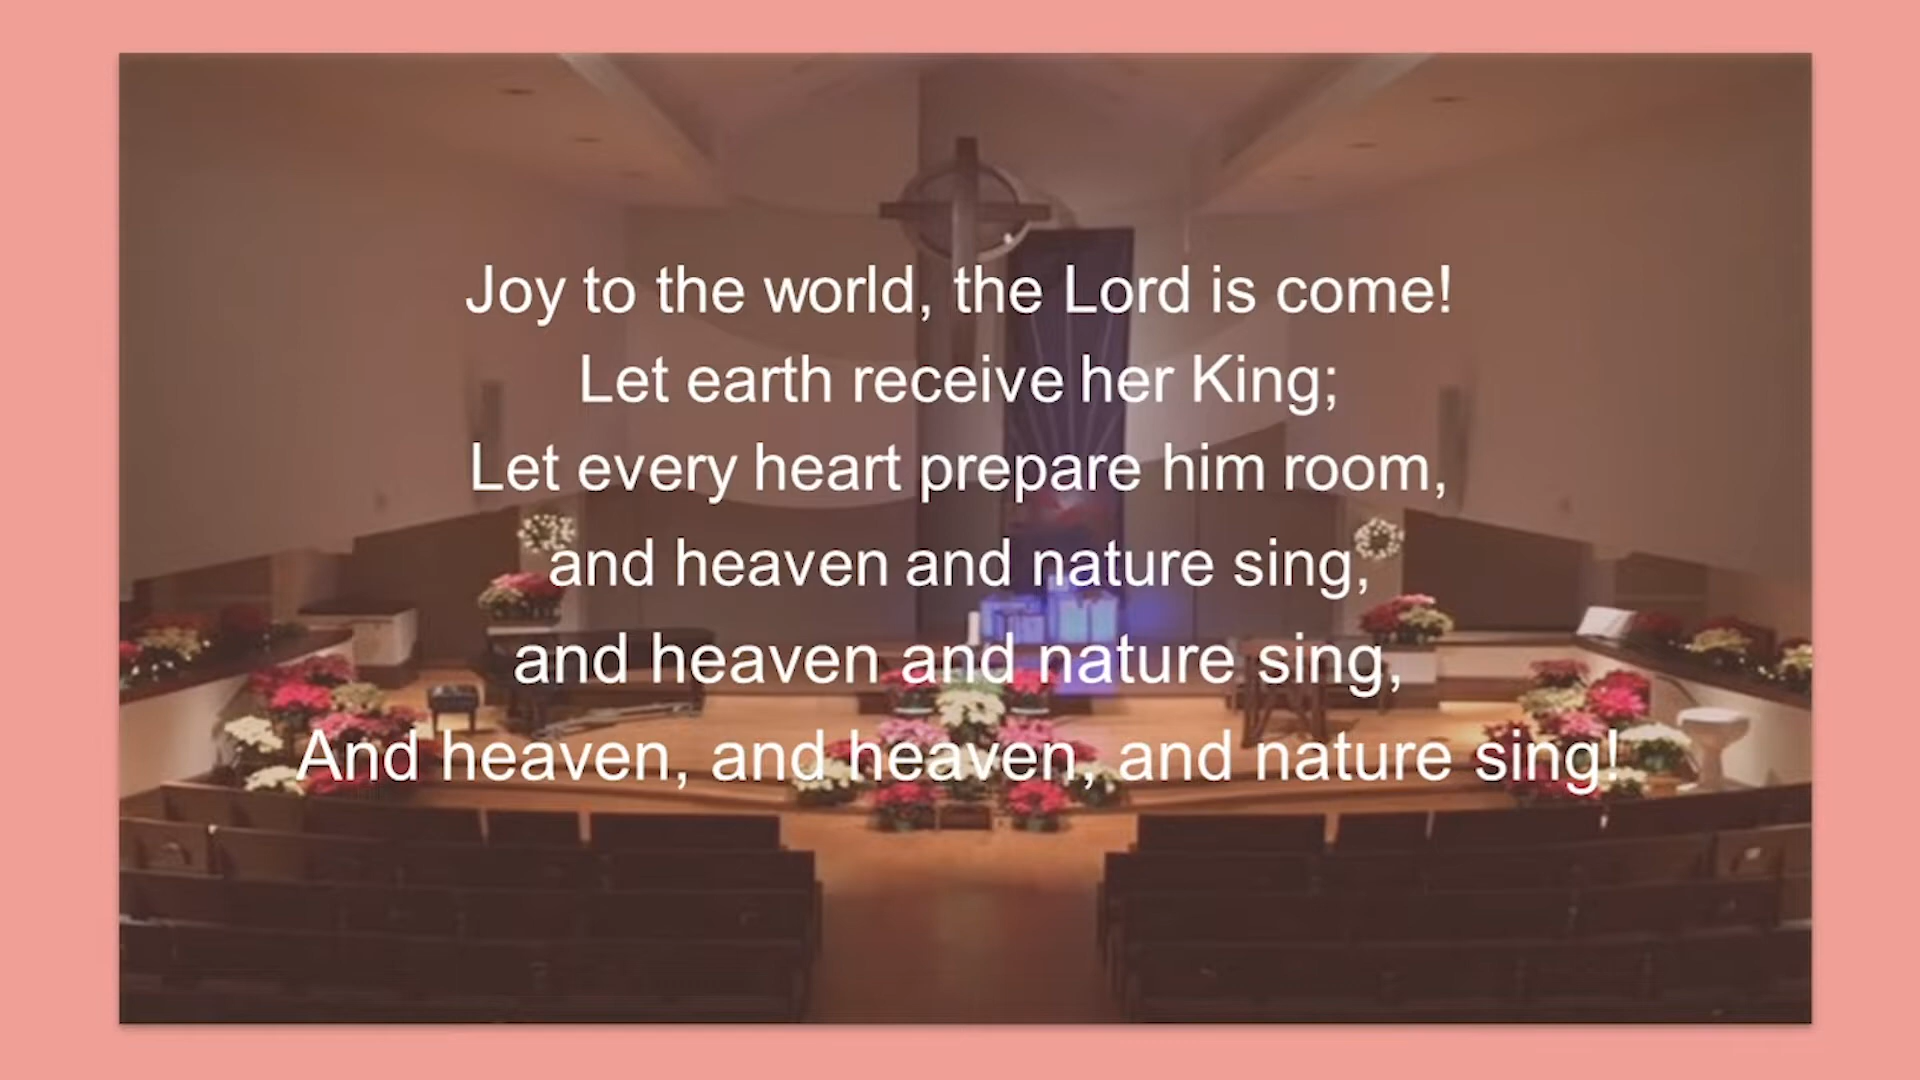 Joy to the world, the Lord is come!
Let earth receive her King;
Let every heart prepare him room,
and heaven and nature sing,
and heaven and nature sing,
And heaven, and heaven, and nature sing!